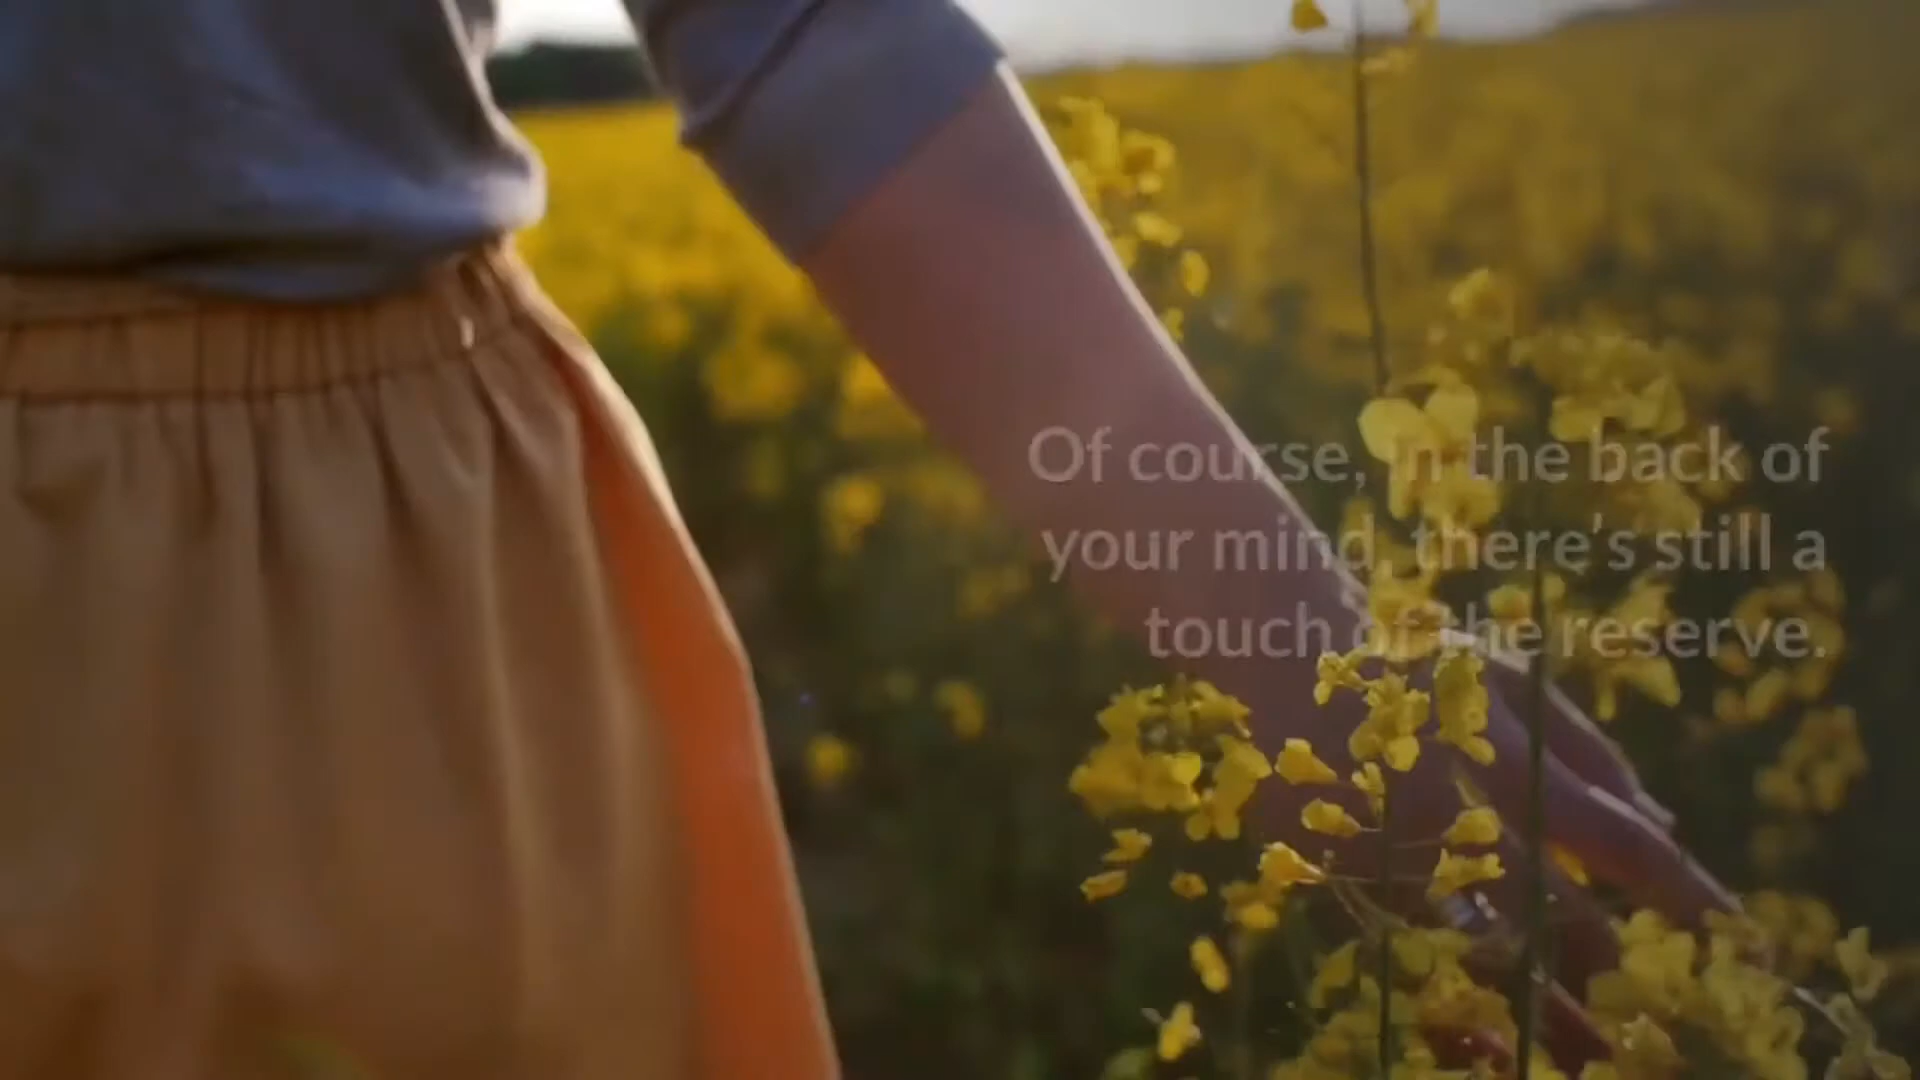 Of course, in the back of
your mind, there's still a
touch of the reserve.